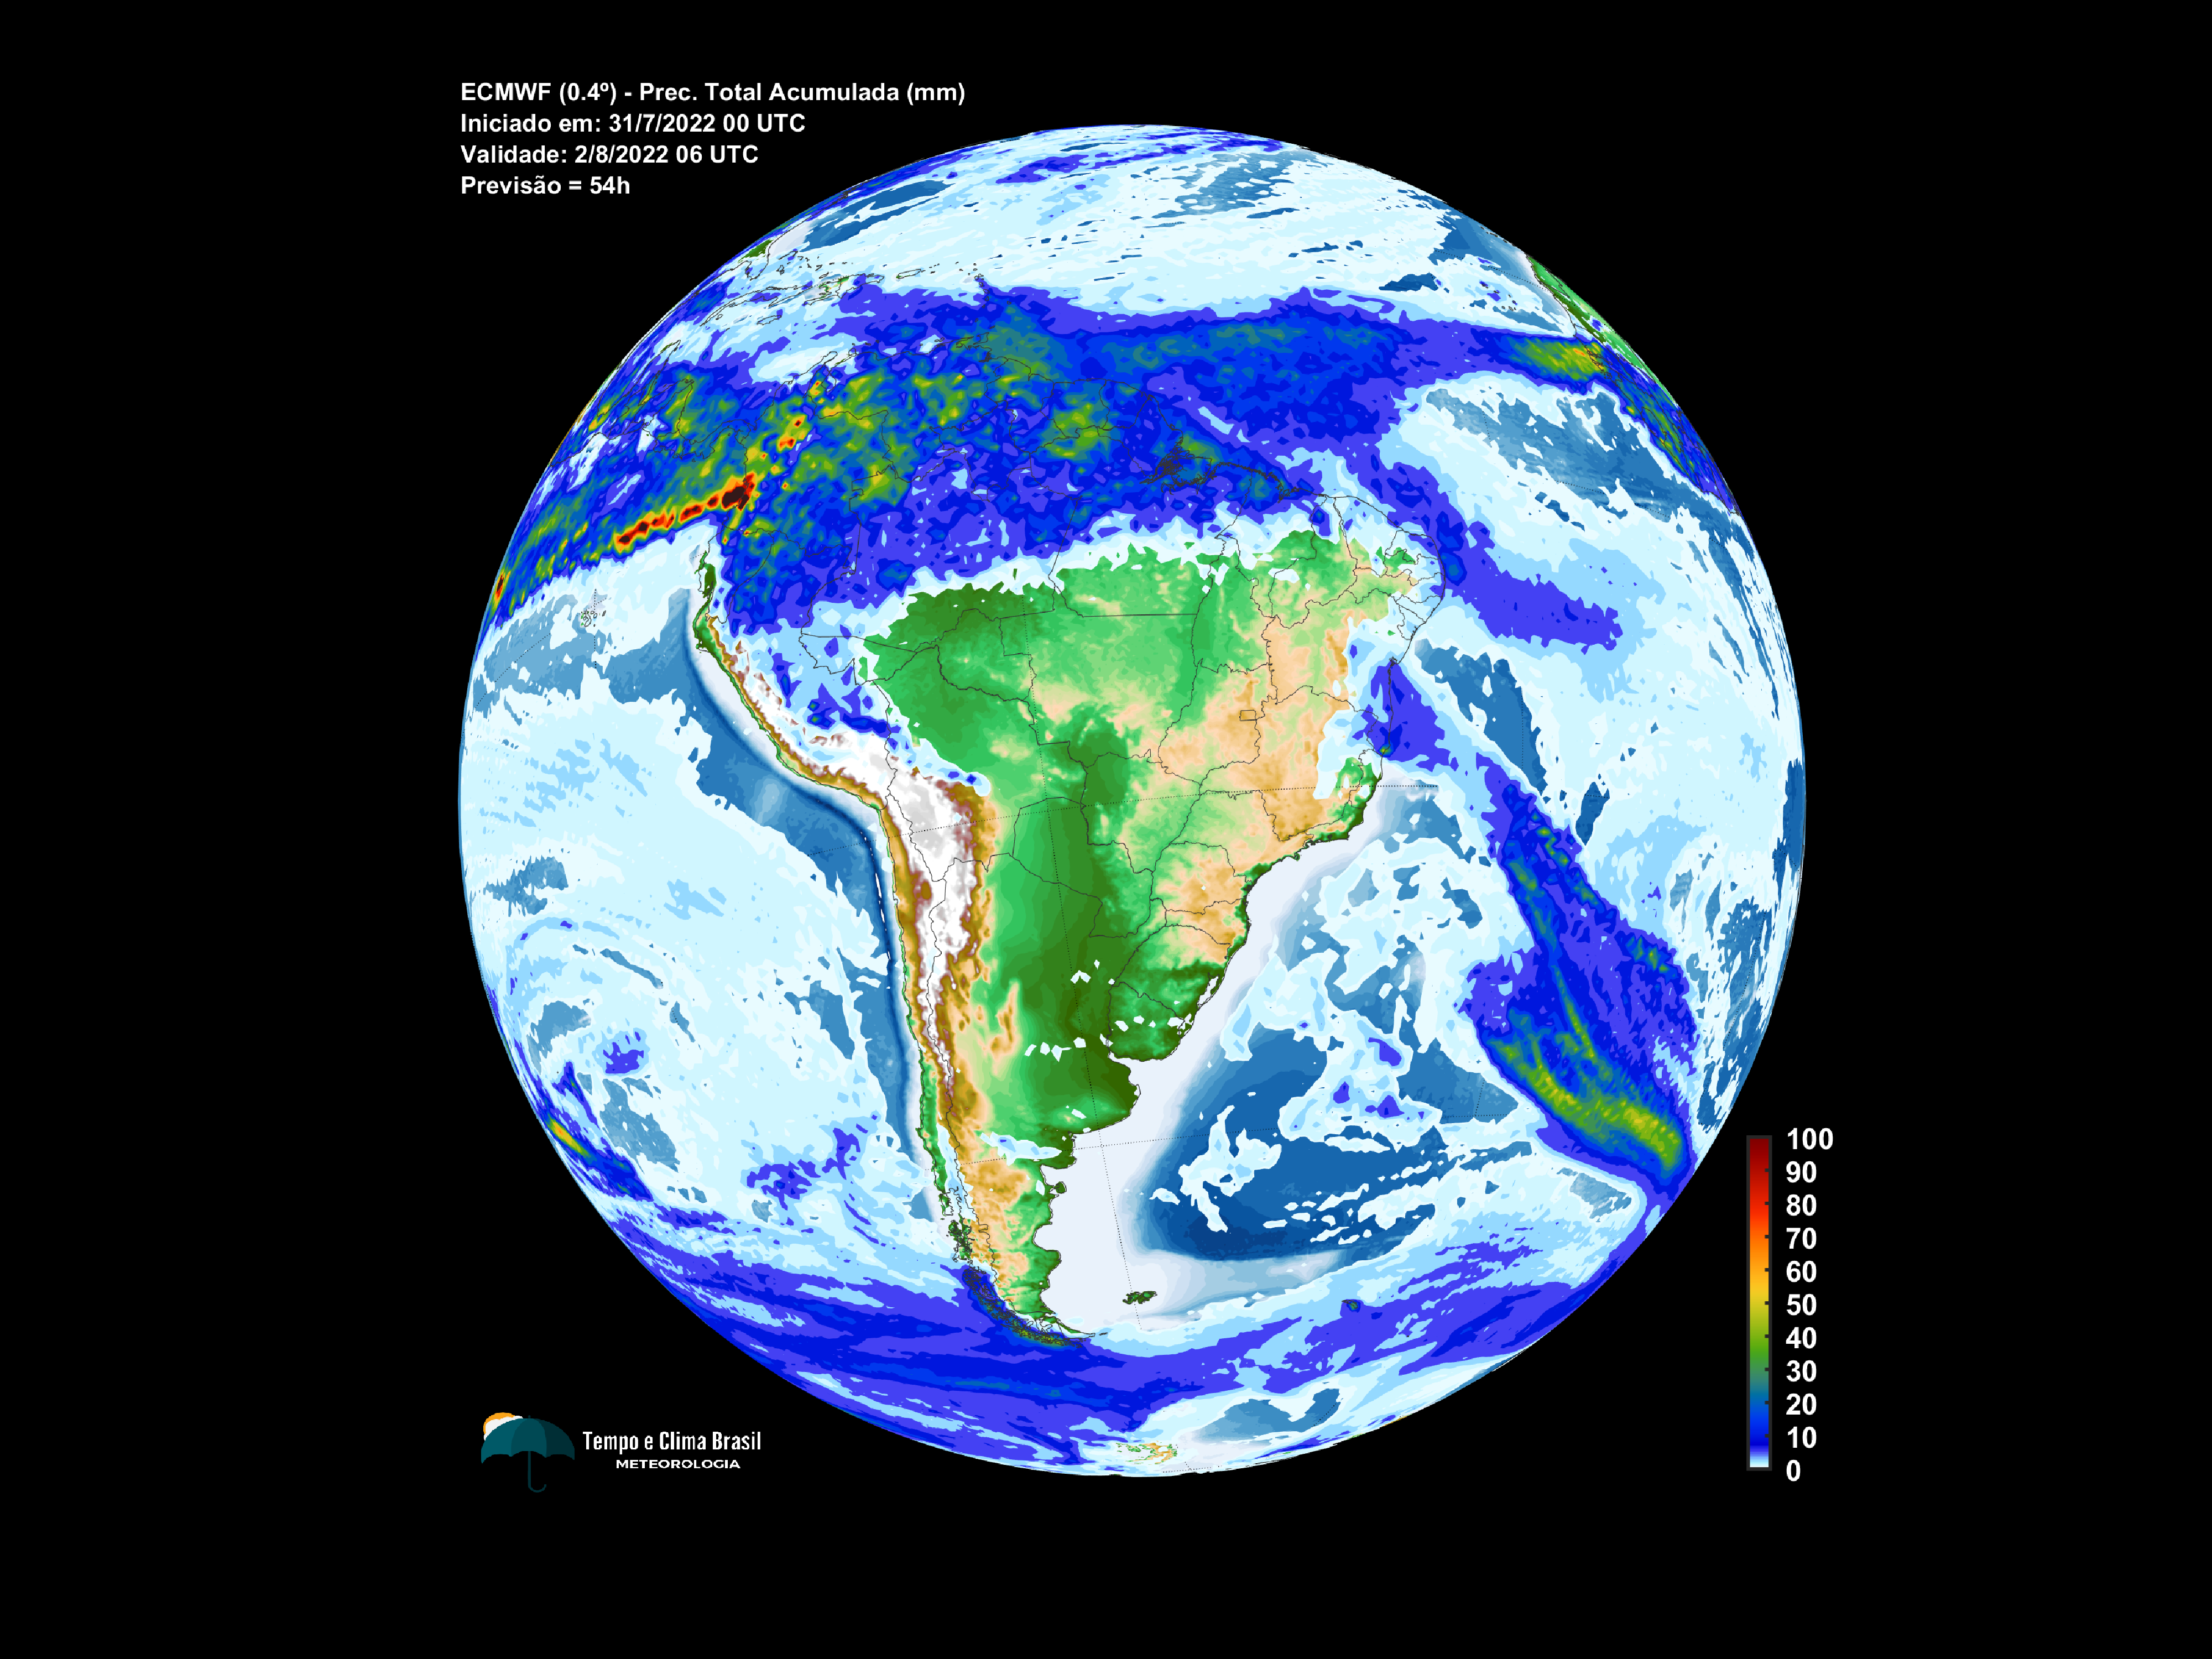 ECMWF (0.4º) - Prec. Total Acumulada (mm)
Iniciado em: 31/7/2022 00 UTC
Validade: 2/8/2022 06 UTC
Previsão = 54h
100
90
80
70
60
50
40
30
20
10
0
Tempo e Clima Brasil
METEOROLOGIA